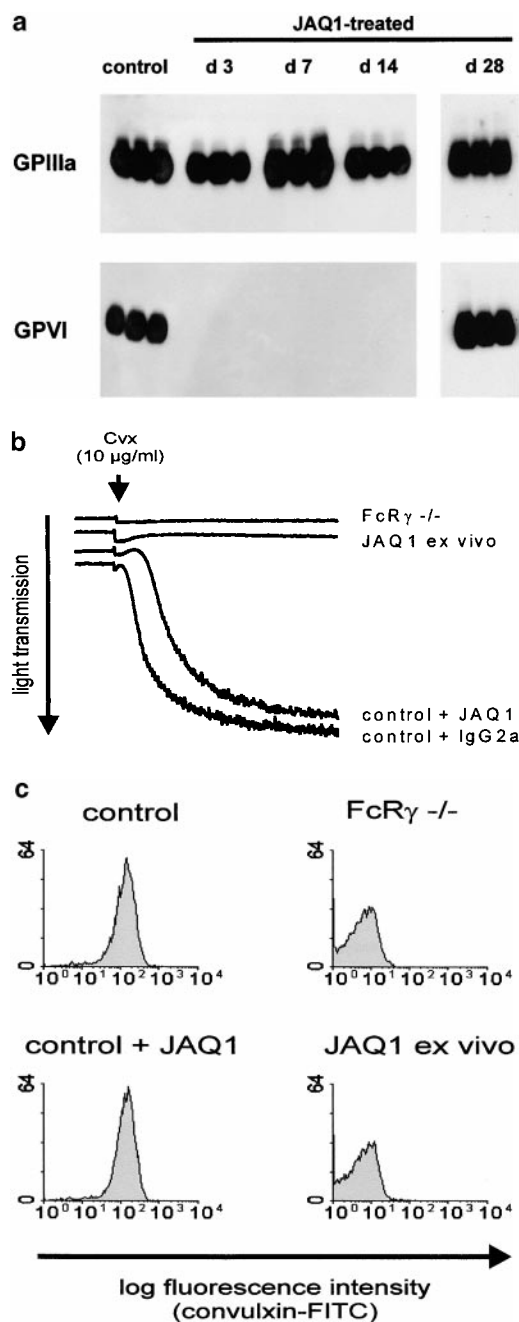 a
JAQ1-treated
control d 3 d 7 d 14 d 28
GPIIIa
GPVI
b
Cvx
(10 µg/ml)
light transmission
FcRγ -/-
JAQ1 ex vivo
control + JAQ1
control + IgG2a
c
control FcRγ -/-
64 64
0 0
10⁰ 10¹ 10² 10³ 10⁴ 10⁰ 10¹ 10² 10³ 10⁴
control + JAQ1 JAQ1 ex vivo
64 64
0 0
10⁰ 10¹ 10² 10³ 10⁴ 10⁰ 10¹ 10² 10³ 10⁴
log fluorescence intensity
(convulxin-FITC)